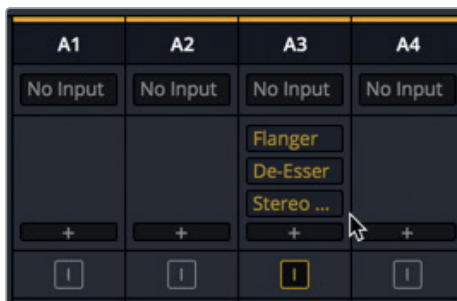 A1 A2 A3 A4
No Input No Input No Input No Input
Flanger
De-Esser
Stereo ...
+ + + +
I I I I